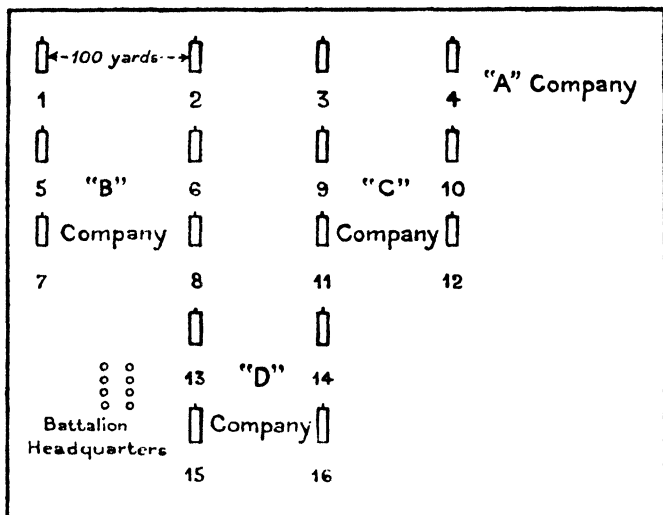 100 yards
1 2 3 4 "A" Company
5 "B" 6 9 "C" 10
Company Company
7 8 11 12
13 "D" 14
Battalion Company
Headquarters
15 16